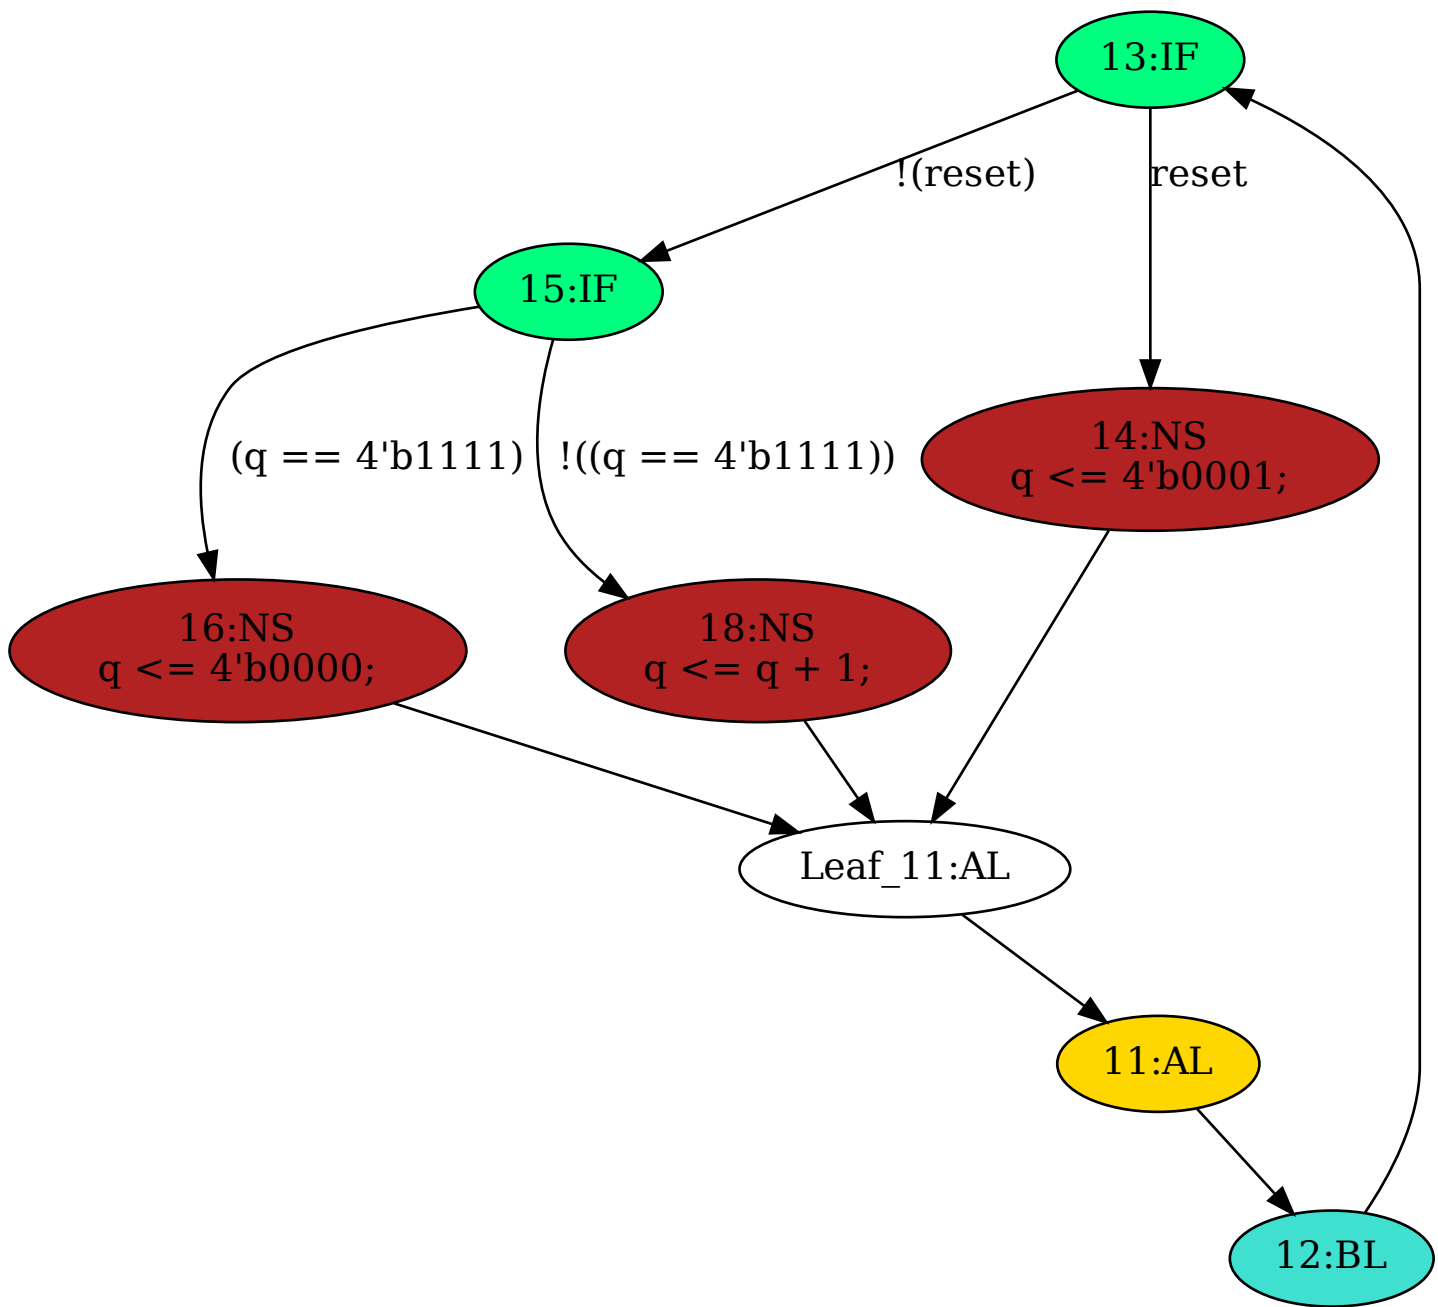 13:IF
!(reset)
reset
15:IF
(q == 4'b1111)
!((q == 4'b1111))
14:NS
q <= 4'b0001;
16:NS
q <= 4'b0000;
18:NS
q <= q + 1;
Leaf_11:AL
11:AL
12:BL